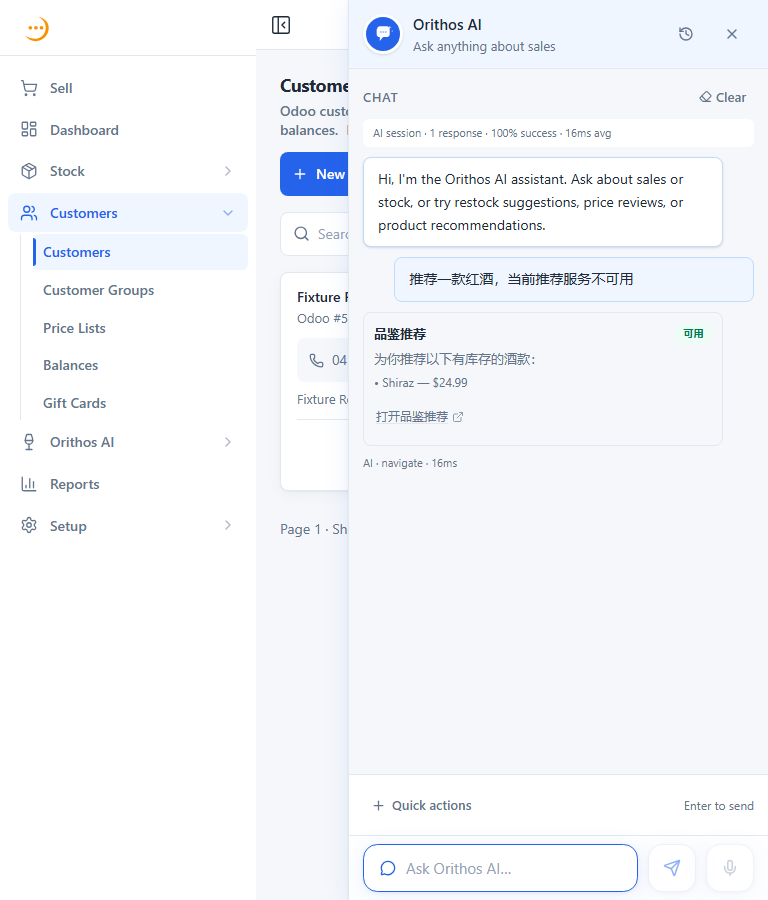 Sell
Dashboard
Stock
Customers
Customers
Customer Groups
Price Lists
Balances
Gift Cards
Orithos AI
Reports
Setup
Custome
Odoo custo
balances.
+ New
Searc
Fixture R
Odoo #5
04
Fixture Re
Page 1 · Sh
Orithos AI
Ask anything about sales
CHAT
Clear
AI session · 1 response · 100% success · 16ms avg
Hi, I'm the Orithos AI assistant. Ask about sales or
stock, or try restock suggestions, price reviews, or
product recommendations.
推荐一款红酒，当前推荐服务不可用
品鉴推荐
可用
为你推荐以下有库存的酒款：
• Shiraz — $24.99
打开品鉴推荐
AI · navigate · 16ms
+ Quick actions
Enter to send
Ask Orithos AI...